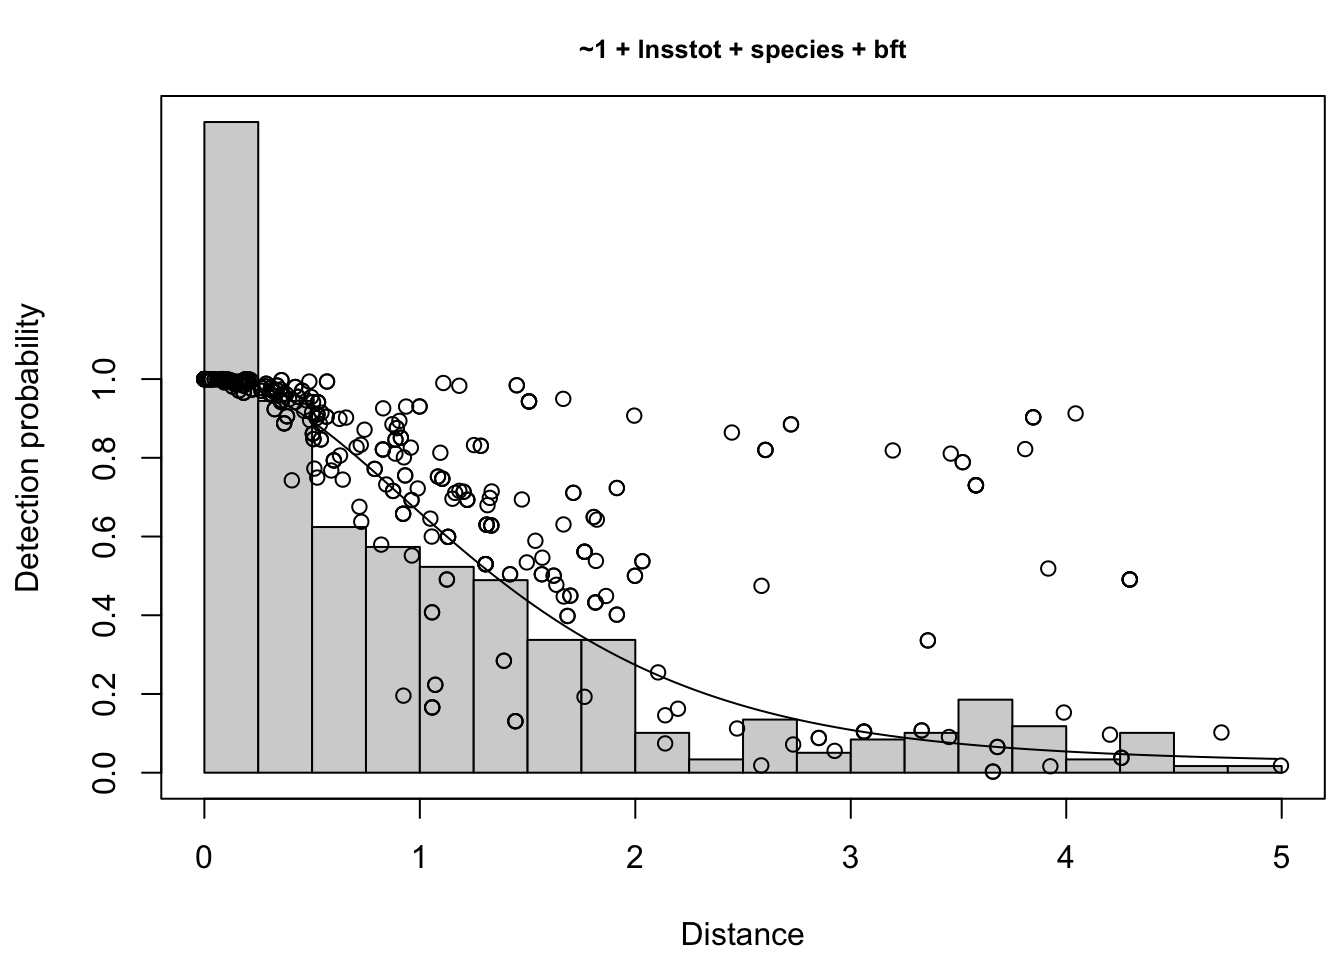 ~1 + lnsstot + species + bft
Detection probability
1.0
0.8
0.6
0.4
0.2
0.0
0 1 2 3 4 5
Distance